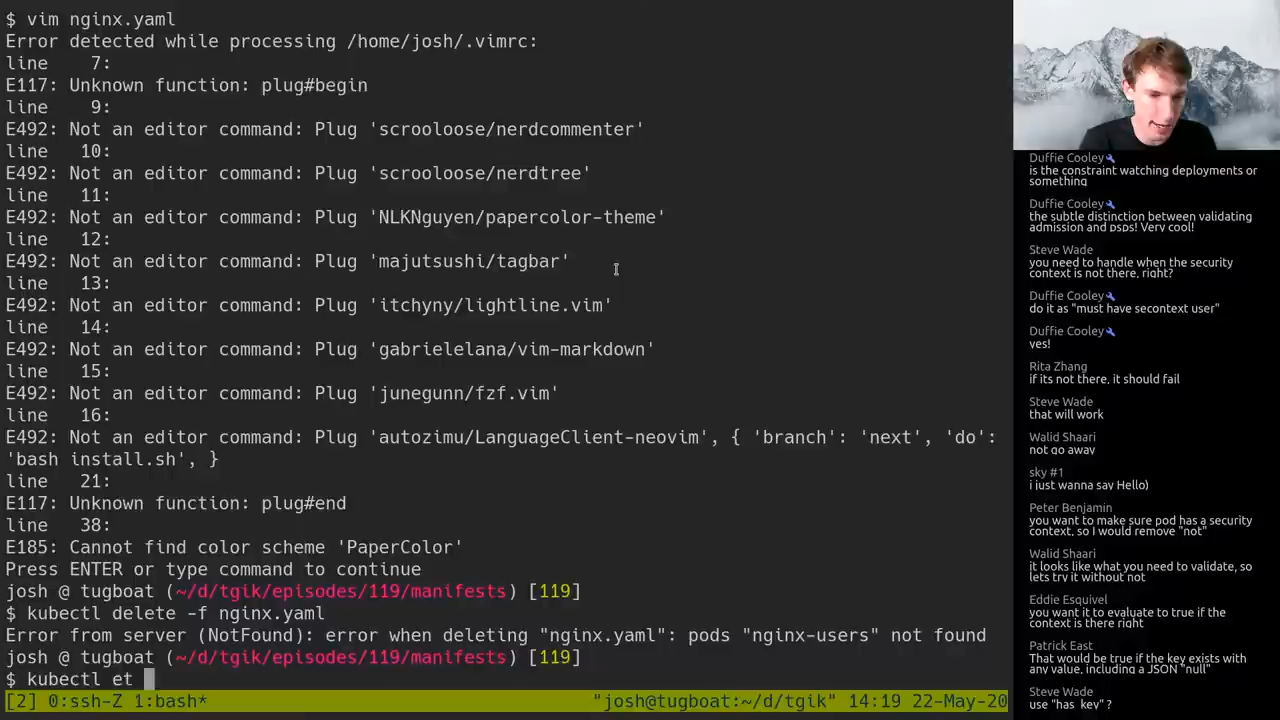 $ vim nginx.yaml
Error detected while processing /home/josh/.vimrc:
line    7:
E117: Unknown function: plug#begin
line    9:
E492: Not an editor command: Plug 'scrooloose/nerdcommenter'
line   10:
E492: Not an editor command: Plug 'scrooloose/nerdtree'
line   11:
E492: Not an editor command: Plug 'NLKNguyen/papercolor-theme'
line   12:
E492: Not an editor command: Plug 'majutsushi/tagbar'
line   13:
E492: Not an editor command: Plug 'itchyny/lightline.vim'
line   14:
E492: Not an editor command: Plug 'gabrielelana/vim-markdown'
line   15:
E492: Not an editor command: Plug 'junegunn/fzf.vim'
line   16:
E492: Not an editor command: Plug 'autozimu/LanguageClient-neovim', { 'branch': 'next', 'do':
'bash install.sh', }
line   21:
E117: Unknown function: plug#end
line   38:
E185: Cannot find color scheme 'PaperColor'
Press ENTER or type command to continue
josh @ tugboat (~/d/tgik/episodes/119/manifests) [119]
$ kubectl delete -f nginx.yaml
Error from server (NotFound): error when deleting "nginx.yaml": pods "nginx-users" not found
josh @ tugboat (~/d/tgik/episodes/119/manifests) [119]
$ kubectl et
[2] 0:ssh-Z 1:bash* "josh@tugboat:~/d/tgik" 14:19 22-May-20
Duffie Cooley
is the constraint watching deployments or
something
Duffie Cooley
the subtle distinction between validating
admission and psps! Very cool!
Steve Wade
you need to handle when the security
context is not there, right?
Duffie Cooley
do it as "must have secontext user"
Duffie Cooley
yes!
Rita Zhang
if its not there, it should fail
Steve Wade
that will work
Walid Shaari
not go away
sky #1
i just wanna say Hello)
Peter Benjamin
you want to make sure pod has a security
context, so I would remove "not"
Walid Shaari
it looks like what you need to validate, so
lets try it without not
Eddie Esquivel
you want it to evaluate to true if the
context is there right
Patrick East
That would be true if the key exists with
any value, including a JSON "null"
Steve Wade
use "has_key" ?